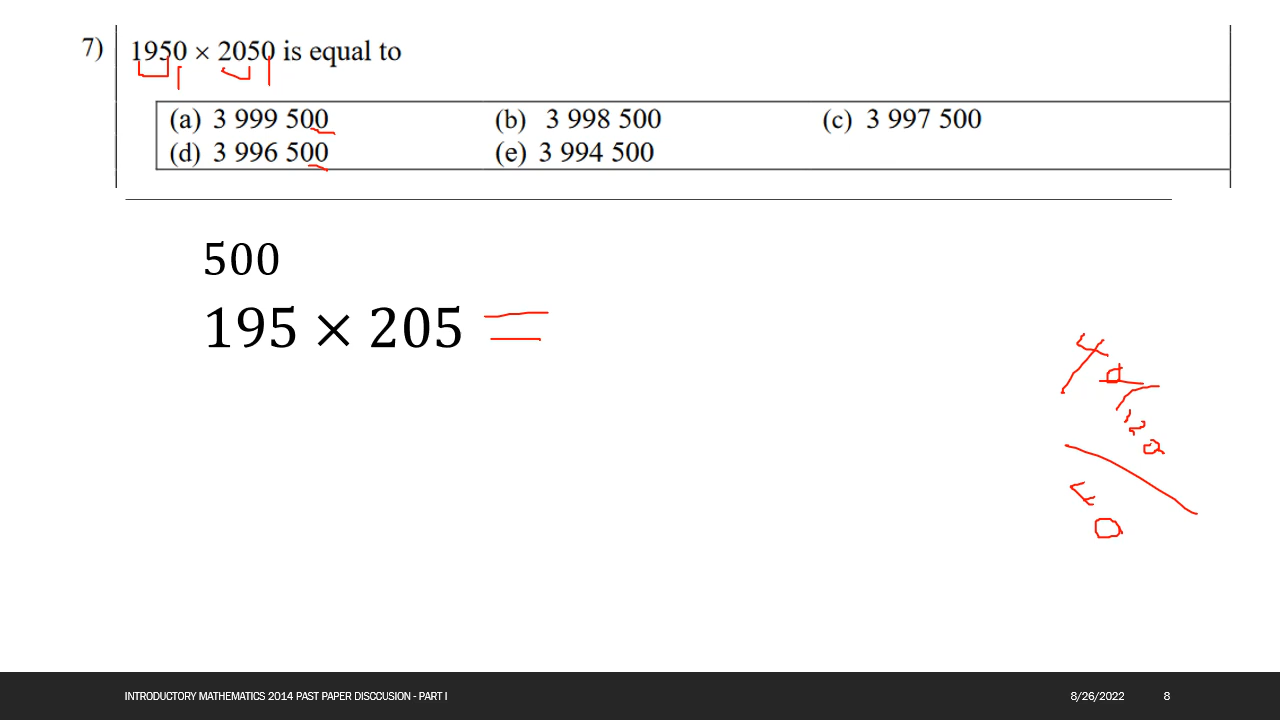 7) 1950 × 2050 is equal to
(a) 3 999 500 (b) 3 998 500 (c) 3 997 500
(d) 3 996 500 (e) 3 994 500
500
195 × 205 =
INTRODUCTORY MATHEMATICS 2014 PAST PAPER DISCCUSION - PART I 8/26/2022 8